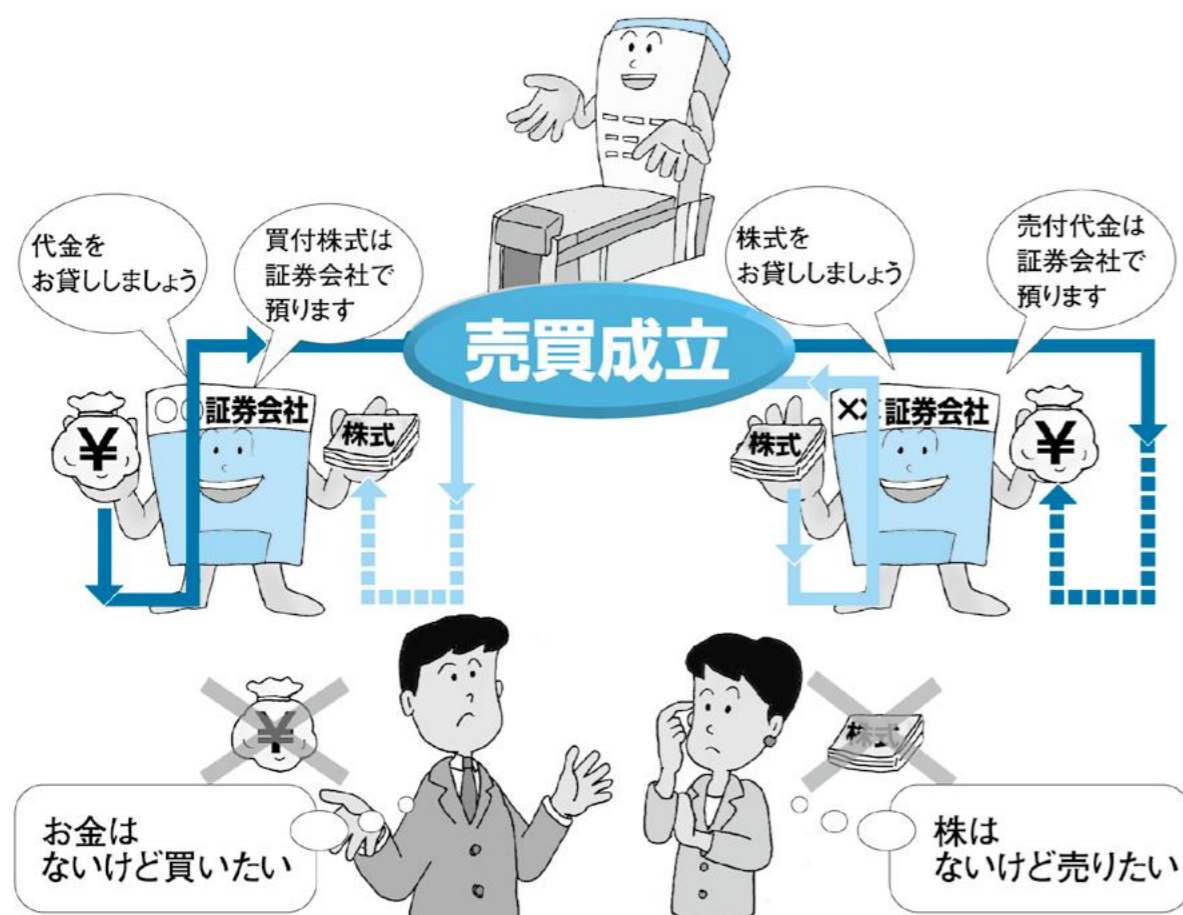 代金を
お貸ししましょう
買付株式は
証券会社で
預ります
株式を
お貸ししましょう
売付代金は
証券会社で
預ります
売買成立
¥
○○証券会社
株式
株式
××証券会社
¥
¥
株式
お金は
ないけど買いたい
株は
ないけど売りたい